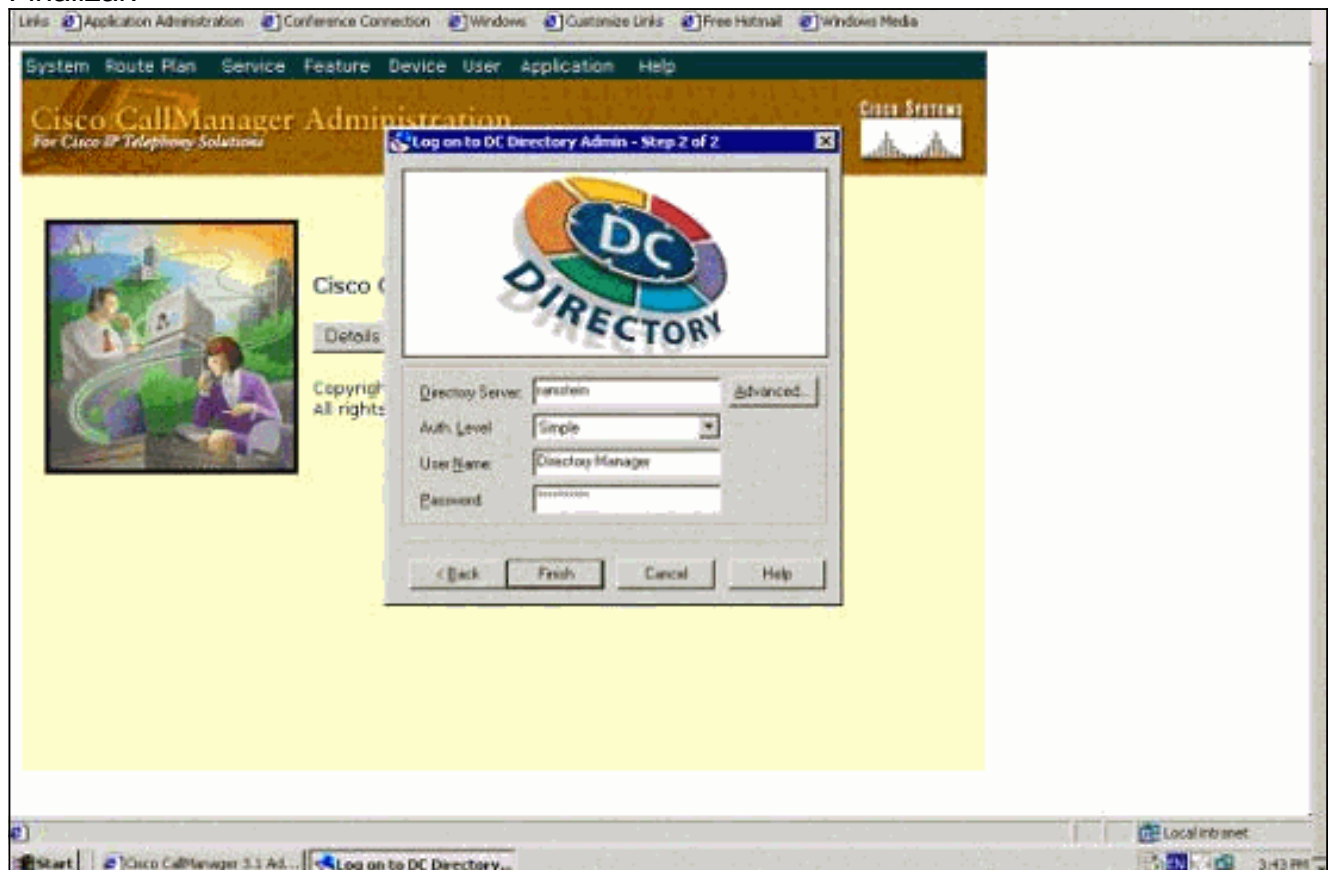 Links Application Administration Conference Connection Windows Customize Links Free Hotmail Windows Media
System Route Plan Service Feature Device User Application Help
Cisco CallManager Administration
For Cisco IP Telephony Solutions
CISCO SYSTEMS
Log on to DC Directory Admin - Step 2 of 2
DC
DIRECTORY
Cisco C
Details
Copyrigh
All rights
Directory Server:
Advanced...
Auth. Level
Simple
User Name:
Directory Manager
Password:
< Back Finish Cancel Help
Local intranet
Start Cisco CallManager 3.1 Ad... Log on to DC Directory... EN 3:43 PM